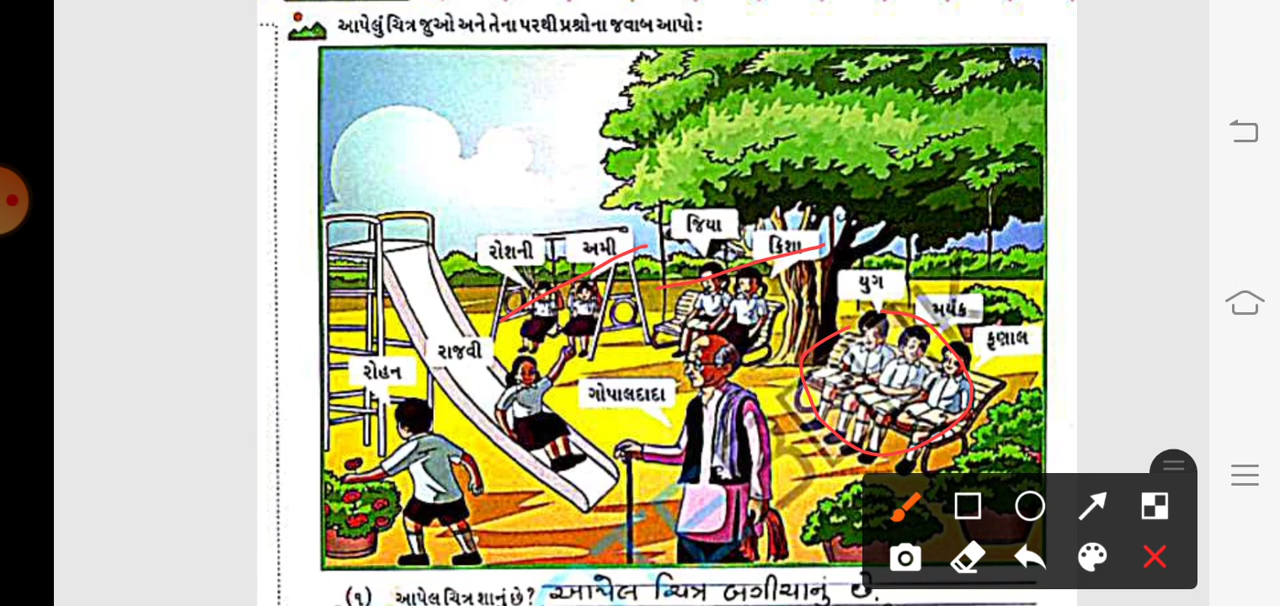 આપેલું ચિત્ર જુઓ અને તેના પરથી પ્રશ્નોના જવાબ આપો :
જિયા
રોશની
અમી
ક્રિશા
યુગ
મયંક
કૃણાલ
રાજવી
રોહન
ગોપાલદાદા
(૧) આપેલ ચિત્ર શાનું છે? આપેલ ચિત્ર બગીચાનું છે.